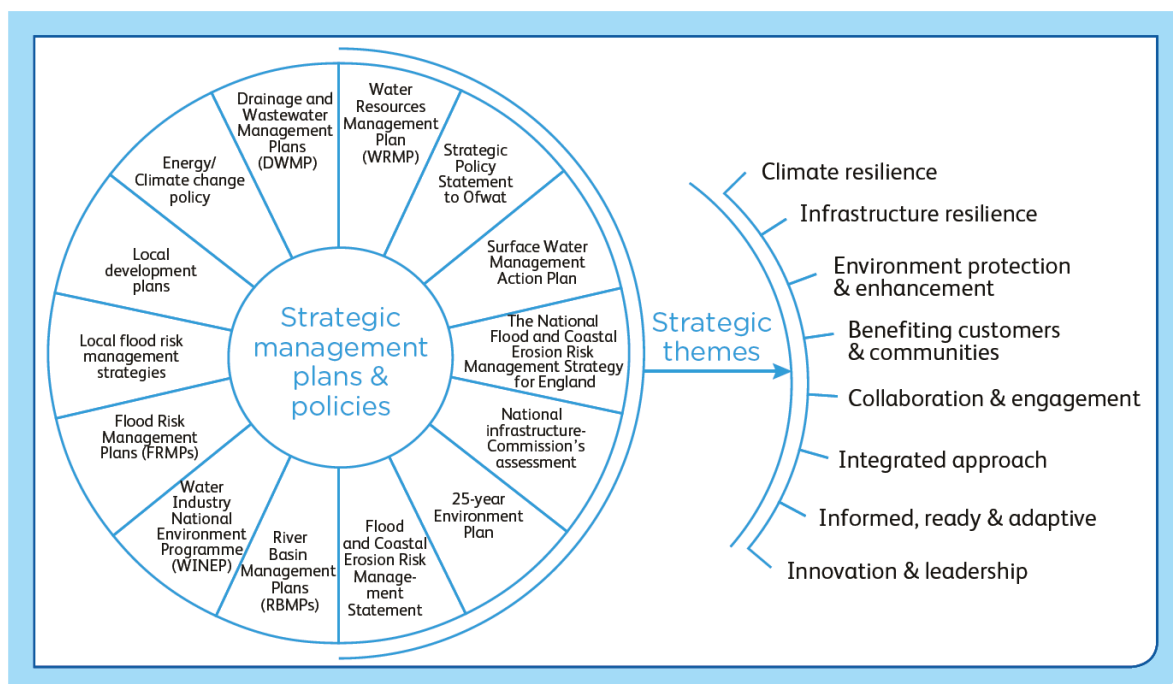 Drainage and
Wastewater
Management
Plans
(DWMP)
Water
Resources
Management
Plan
(WRMP)
Strategic
Policy
Statement
to Ofwat
Surface Water
Management
Action Plan
The National
Flood and Coastal
Erosion Risk
Management Strategy
for England
National
infrastructure-
Commission's
assessment
25-year
Environment
Plan
Flood
and Coastal
Erosion Risk
Manage-
ment
Statement
River
Basin
Management
Plans
(RBMPs)
Water
Industry
National
Environment
Programme
(WINEP)
Flood Risk
Management
Plans (FRMPs)
Local flood risk
management
strategies
Local
development
plans
Energy/
Climate change
policy
Strategic
management
plans &
policies
Strategic
themes
Climate resilience
Infrastructure resilience
Environment protection
& enhancement
Benefiting customers
& communities
Collaboration & engagement
Integrated approach
Informed, ready & adaptive
Innovation & leadership